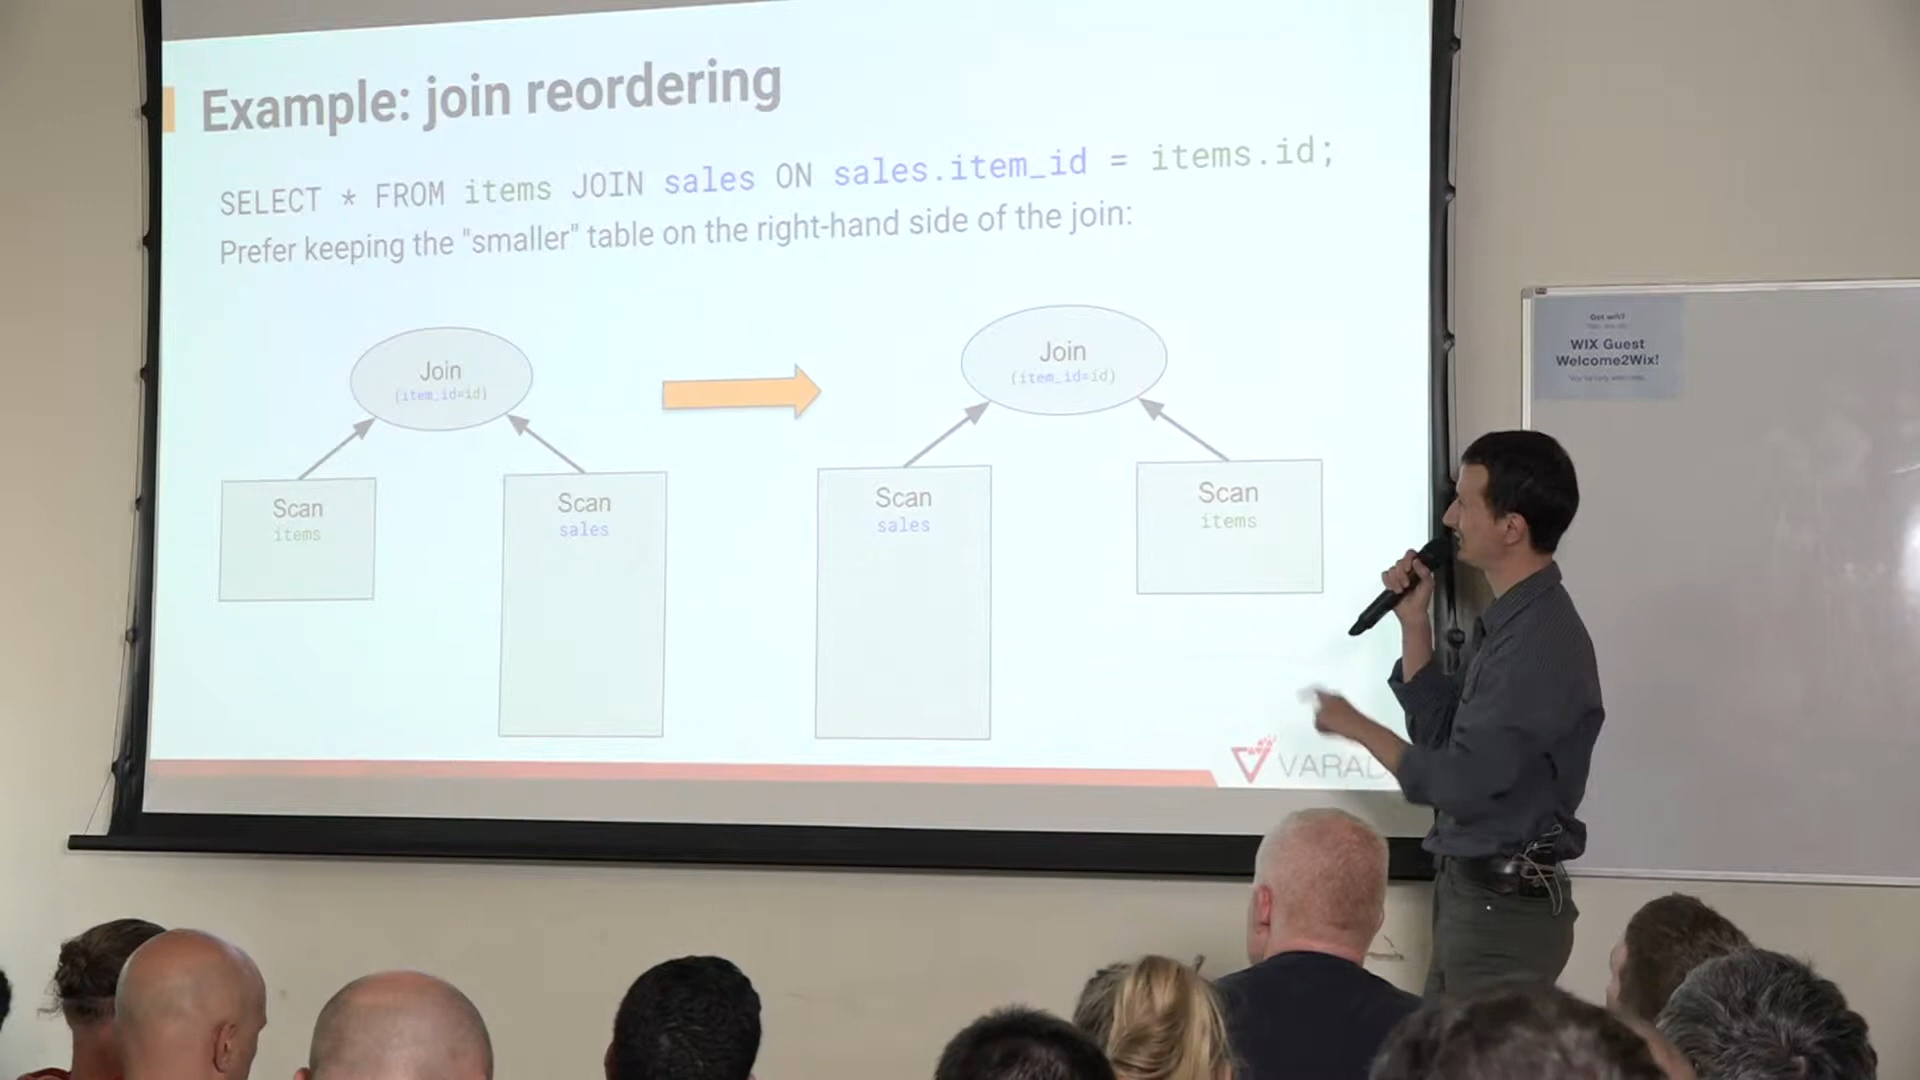 Example: join reordering
SELECT * FROM items JOIN sales ON sales.item_id = items.id;
Prefer keeping the "smaller" table on the right-hand side of the join:
Join
(item_id=id)
Scan
items
Scan
sales
Join
(item_id=id)
Scan
sales
Scan
items
VARAD
Got wifi?
WIX Guest
Welcome2Wix!